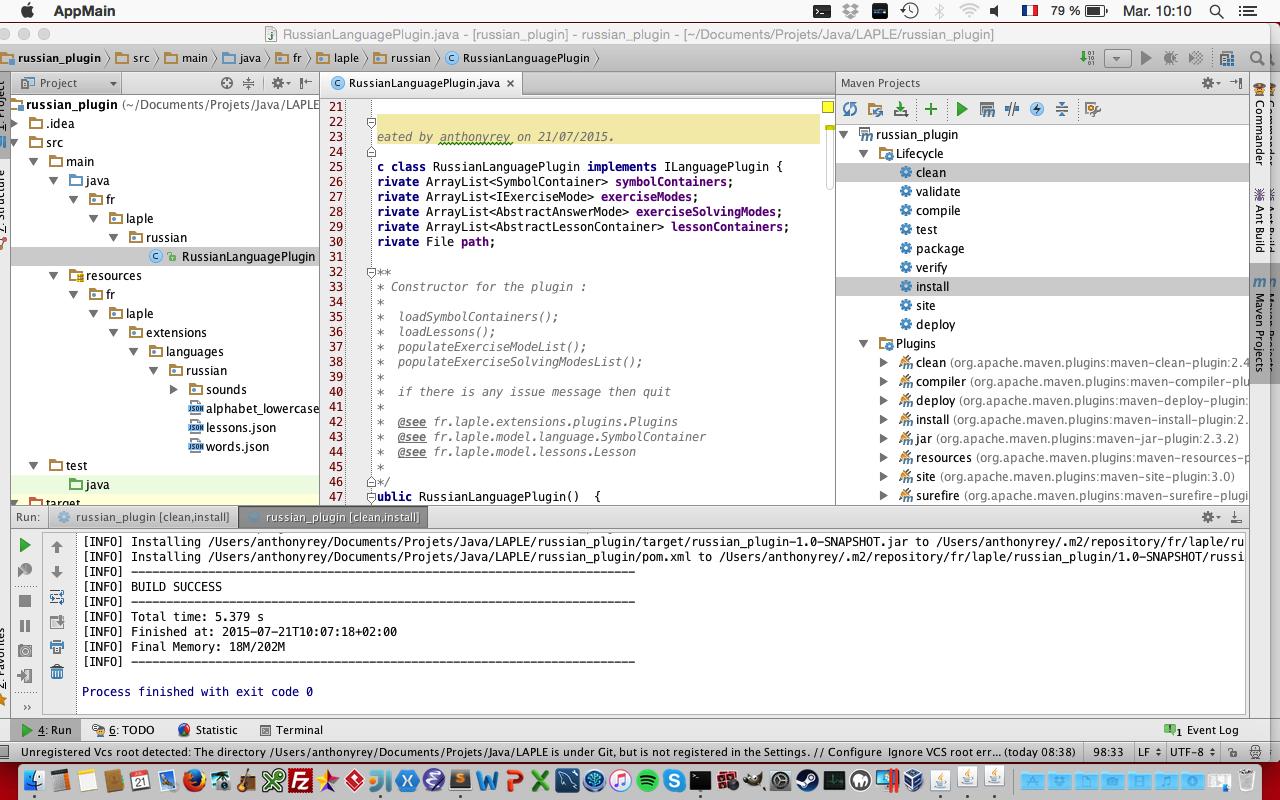 AppMain
79 %
Mar. 10:10
RussianLanguagePlugin.java - [russian_plugin] - russian_plugin - [~/Documents/Projets/Java/LAPLE/russian_plugin]
russian_plugin
src
main
java
fr
laple
russian
RussianLanguagePlugin
Project
russian_plugin (~/Documents/Projets/Java/LAPLE
.idea
src
main
java
fr
laple
russian
RussianLanguagePlugin
resources
fr
laple
extensions
languages
russian
sounds
alphabet_lowercase
lessons.json
words.json
test
java
target
RussianLanguagePlugin.java
21
22
23 eated by anthonyrey on 21/07/2015.
24
25 c class RussianLanguagePlugin implements ILanguagePlugin {
26 rivate ArrayList<SymbolContainer> symbolContainers;
27 rivate ArrayList<IExerciseMode> exerciseModes;
28 rivate ArrayList<AbstractAnswerMode> exerciseSolvingModes;
29 rivate ArrayList<AbstractLessonContainer> lessonContainers;
30 rivate File path;
31
32 **
33 * Constructor for the plugin :
34 *
35 * loadSymbolContainers();
36 * loadLessons();
37 * populateExerciseModeList();
38 * populateExerciseSolvingModesList();
39 *
40 * if there is any issue message then quit
41 *
42 * @see fr.laple.extensions.plugins.Plugins
43 * @see fr.laple.model.language.SymbolContainer
44 * @see fr.laple.model.lessons.Lesson
45 *
46 */
47 ublic RussianLanguagePlugin() {
Maven Projects
russian_plugin
Lifecycle
clean
validate
compile
test
package
verify
install
site
deploy
Plugins
clean (org.apache.maven.plugins:maven-clean-plugin:2.4
compiler (org.apache.maven.plugins:maven-compiler-plu
deploy (org.apache.maven.plugins:maven-deploy-plugin:
install (org.apache.maven.plugins:maven-install-plugin:2.
jar (org.apache.maven.plugins:maven-jar-plugin:2.3.2)
resources (org.apache.maven.plugins:maven-resources-p
site (org.apache.maven.plugins:maven-site-plugin:3.0)
surefire (org.apache.maven.plugins:maven-surefire-plugi
Commander
Ant Build
Maven Projects
Run:
russian_plugin [clean,install]
russian_plugin [clean,install]
[INFO] Installing /Users/anthonyrey/Documents/Projets/Java/LAPLE/russian_plugin/target/russian_plugin-1.0-SNAPSHOT.jar to /Users/anthonyrey/.m2/repository/fr/laple/ru
[INFO] Installing /Users/anthonyrey/Documents/Projets/Java/LAPLE/russian_plugin/pom.xml to /Users/anthonyrey/.m2/repository/fr/laple/russian_plugin/1.0-SNAPSHOT/russi
[INFO] ------------------------------------------------------------------------
[INFO] BUILD SUCCESS
[INFO] ------------------------------------------------------------------------
[INFO] Total time: 5.379 s
[INFO] Finished at: 2015-07-21T10:07:18+02:00
[INFO] Final Memory: 18M/202M
[INFO] ------------------------------------------------------------------------
Process finished with exit code 0
4: Run
6: TODO
Statistic
Terminal
1 Event Log
Unregistered Vcs root detected: The directory /Users/anthonyrey/Documents/Projets/Java/LAPLE is under Git, but is not registered in the Settings. // Configure Ignore VCS root err... (today 08:38)
98:33
LF
UTF-8